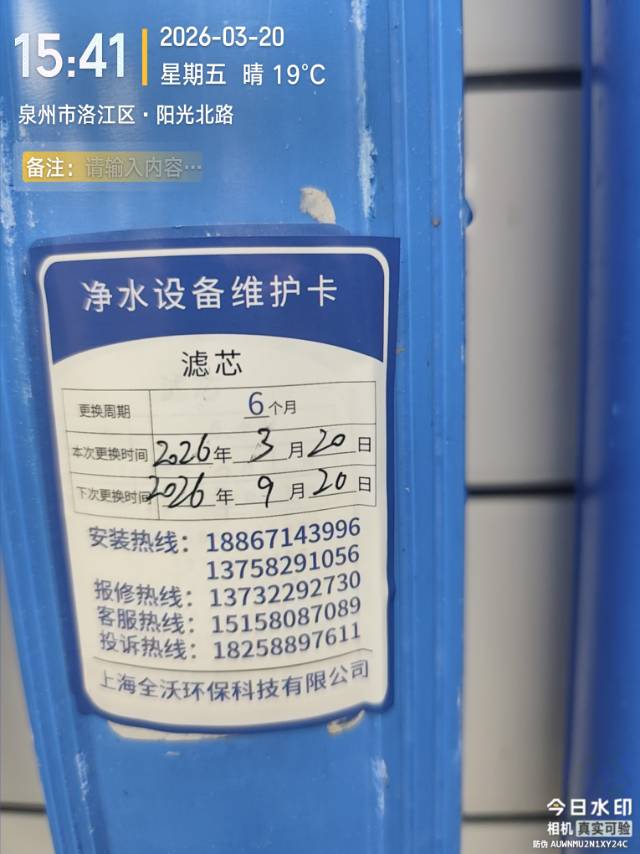 15:41
2026-03-20
星期五 晴 19℃
泉州市洛江区·阳光北路
备注：请输入内容…
净水设备维护卡
滤芯
更换周期 6个月
本次更换时间 2026年3月20日
下次更换时间 2026年9月20日
安装热线：18867143996
13758291056
报修热线：13732292730
客服热线：15158087089
投诉热线：18258897611
上海全沃环保科技有限公司
今日水印
相机 真实可验
防伪 AUWNMU2N1XY24C